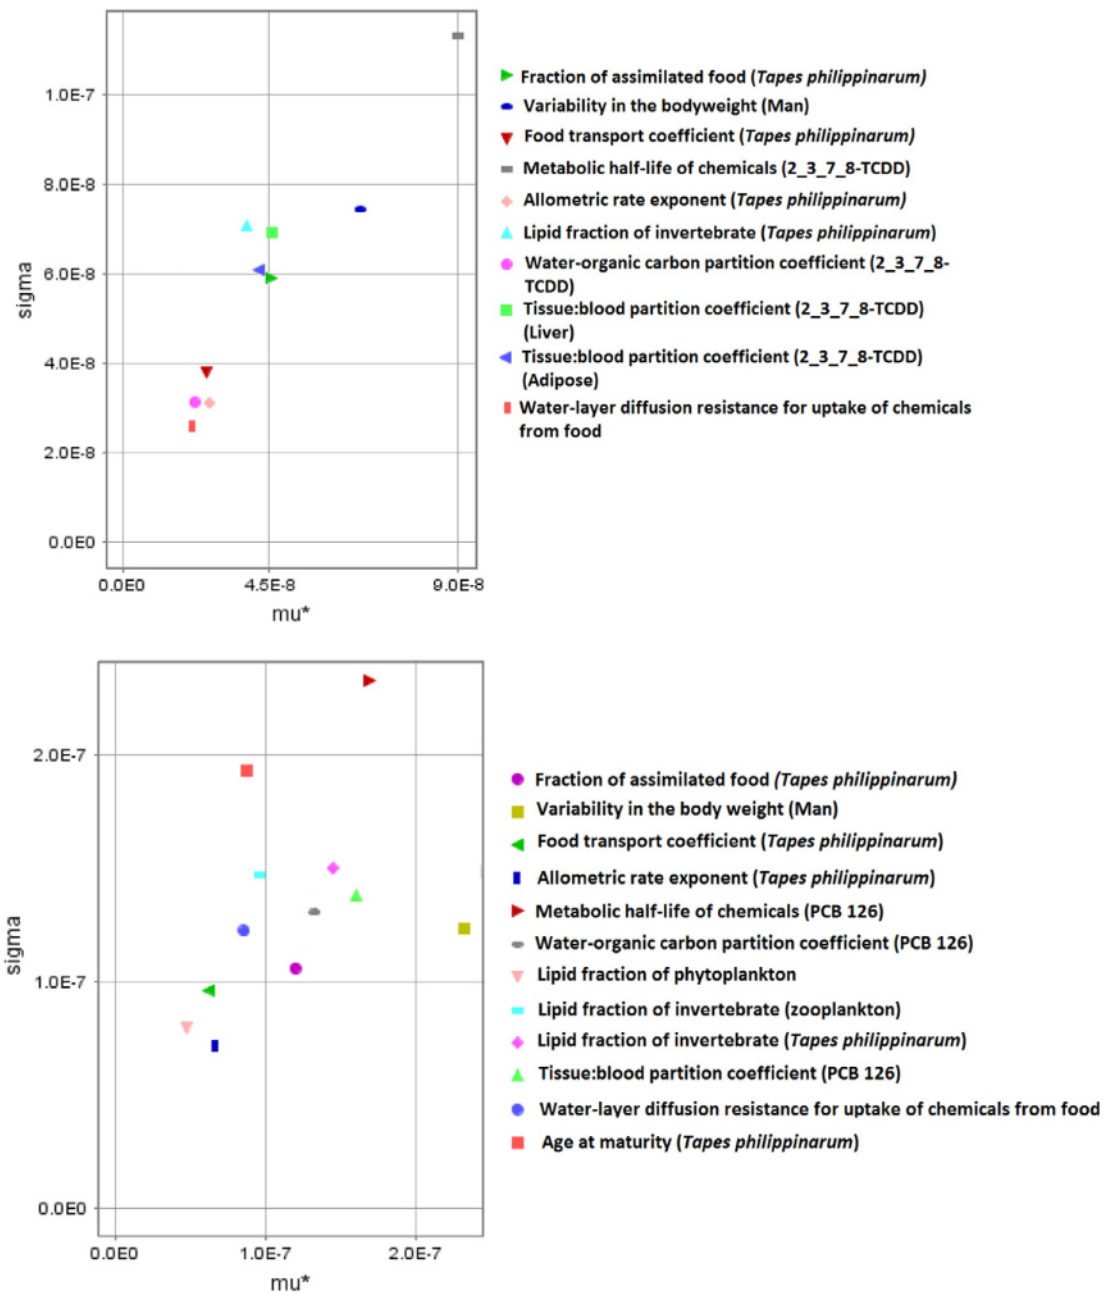 1.0E-7
8.0E-8
6.0E-8
4.0E-8
2.0E-8
0.0E0
sigma
0.0E0 4.5E-8 9.0E-8
mu*
Fraction of assimilated food (Tapes philippinarum)
Variability in the bodyweight (Man)
Food transport coefficient (Tapes philippinarum)
Metabolic half-life of chemicals (2_3_7_8-TCDD)
Allometric rate exponent (Tapes philippinarum)
Lipid fraction of invertebrate (Tapes philippinarum)
Water-organic carbon partition coefficient (2_3_7_8-
TCDD)
Tissue:blood partition coefficient (2_3_7_8-TCDD)
(Liver)
Tissue:blood partition coefficient (2_3_7_8-TCDD)
(Adipose)
Water-layer diffusion resistance for uptake of chemicals
from food
2.0E-7
1.0E-7
0.0E0
sigma
0.0E0 1.0E-7 2.0E-7
mu*
Fraction of assimilated food (Tapes philippinarum)
Variability in the body weight (Man)
Food transport coefficient (Tapes philippinarum)
Allometric rate exponent (Tapes philippinarum)
Metabolic half-life of chemicals (PCB 126)
Water-organic carbon partition coefficient (PCB 126)
Lipid fraction of phytoplankton
Lipid fraction of invertebrate (zooplankton)
Lipid fraction of invertebrate (Tapes philippinarum)
Tissue:blood partition coefficient (PCB 126)
Water-layer diffusion resistance for uptake of chemicals from food
Age at maturity (Tapes philippinarum)